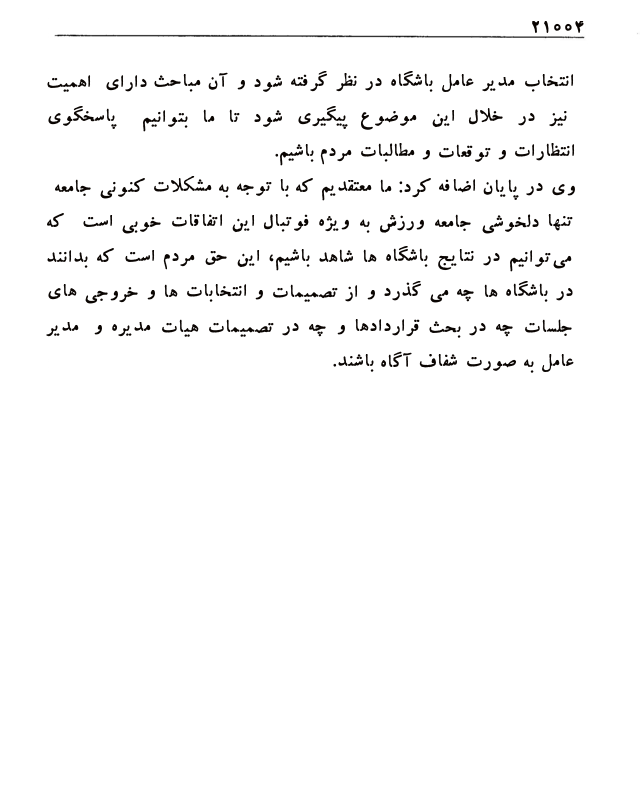 ۲۱۰۰۴
انتخاب مدیر عامل باشگاه در نظر گرفته شود و آن مباحث دارای اهمیت
نیز در خلال این موضوع پیگیری شود تا ما بتوانیم پاسخگوی
انتظارات و توقعات و مطالبات مردم باشیم.
وی در پایان اضافه کرد: ما معتقدیم که با توجه به مشکلات کنونی جامعه
تنها دلخوشی جامعه ورزش به ویژه فوتبال این اتفاقات خوبی است که
می‌توانیم در نتایج باشگاه ها شاهد باشیم، این حق مردم است که بدانند
در باشگاه ها چه می گذرد و از تصمیمات و انتخابات ها و خروجی های
جلسات چه در بحث قراردادها و چه در تصمیمات هیات مدیره و مدیر
عامل به صورت شفاف آگاه باشند.